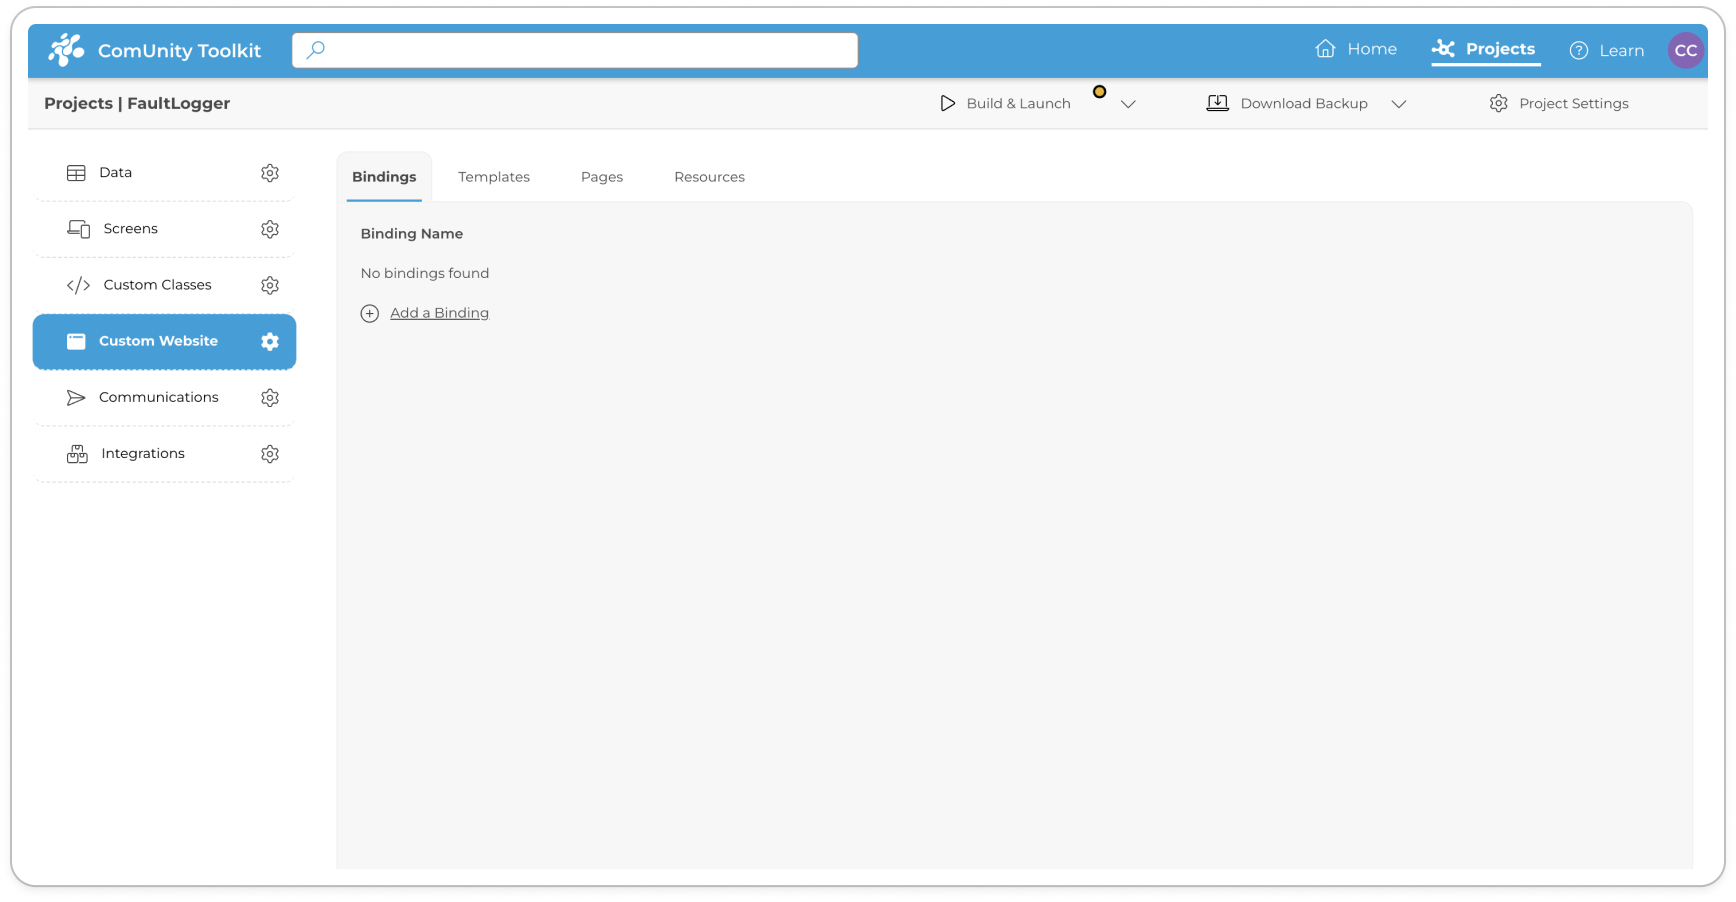 ComUnity Toolkit
Home
Projects
Learn
CC
Projects | FaultLogger
Build & Launch
Download Backup
Project Settings
Data
Screens
Custom Classes
Custom Website
Communications
Integrations
Bindings
Templates
Pages
Resources
Binding Name
No bindings found
Add a Binding